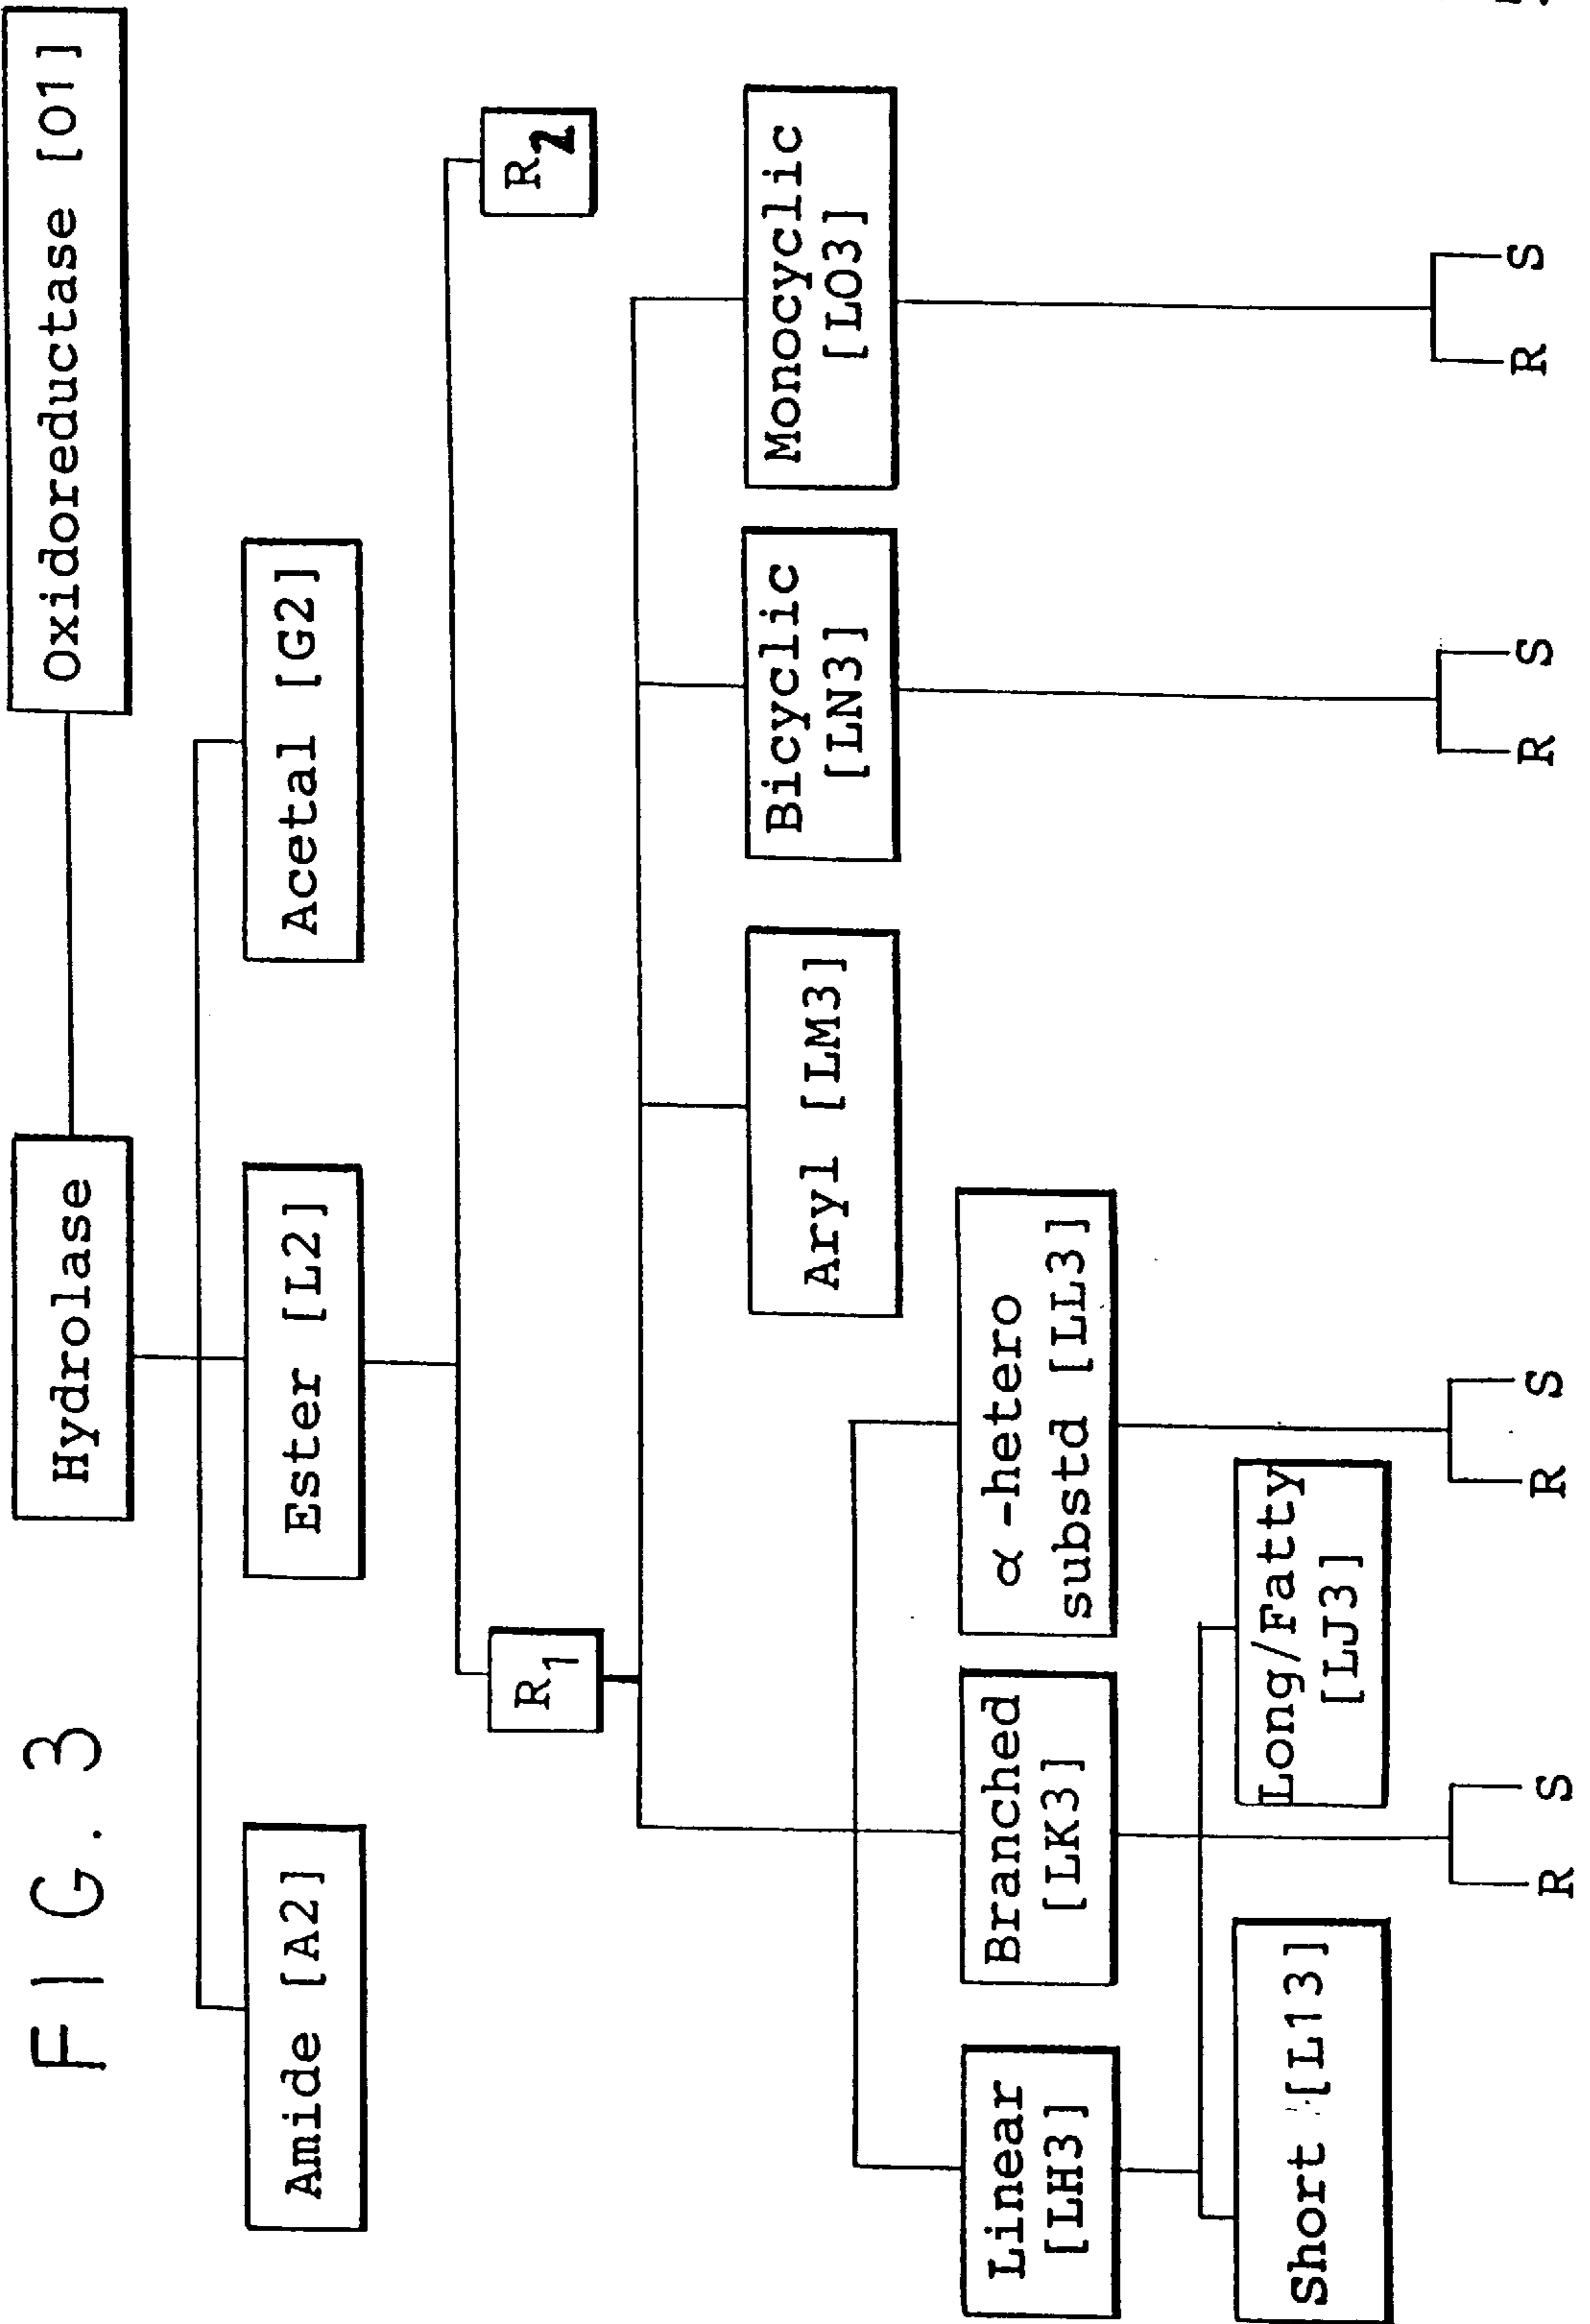 FIG. 3
Hydrolase
Oxidoreductase [O1]
Amide [A2]
Ester [L2]
Acetal [G2]
R1
R2
Aryl [LM3]
Bicyclic
[LN3]
Monocyclic
[LO3]
Linear
[LH3]
Branched
[LK3]
α-hetero
substd [LL3]
Short [L13]
Long/Fatty
[LJ3]
R S
R S
R S
R S